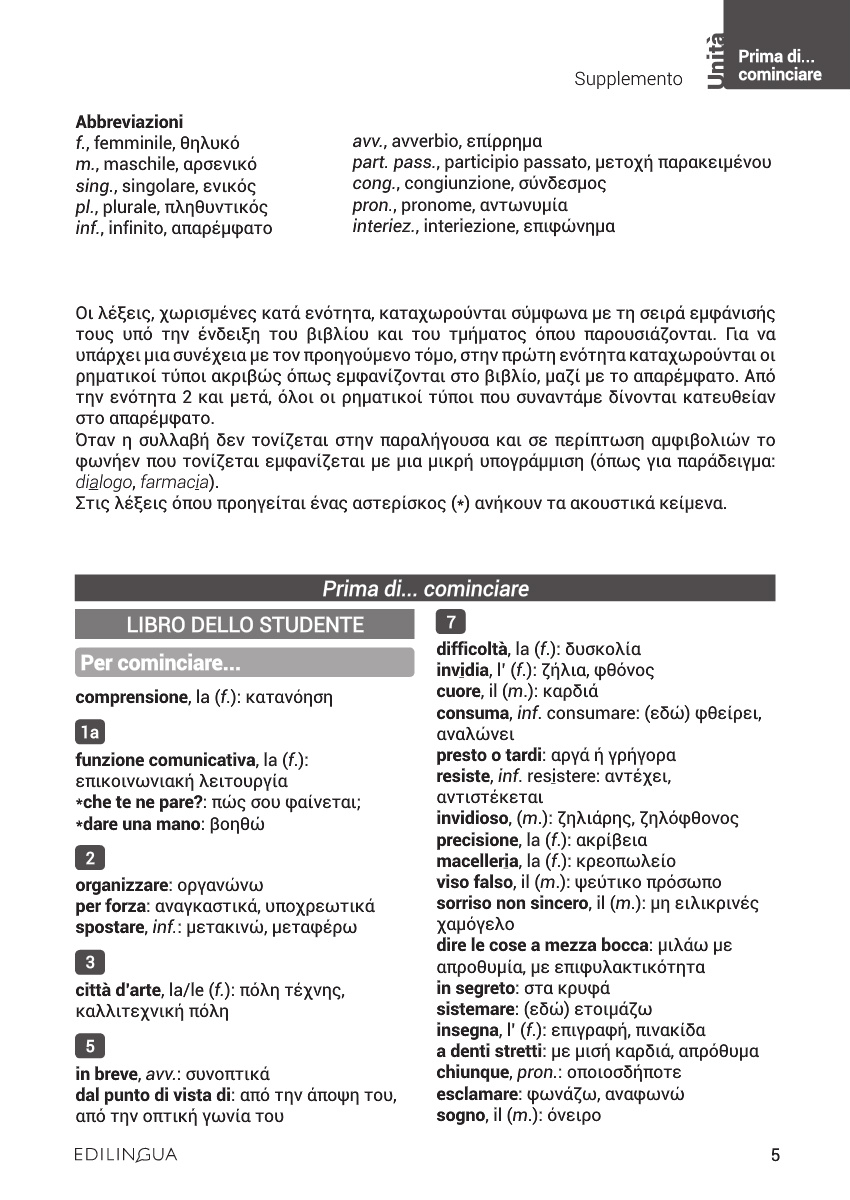 Supplemento
Unità
Prima di...
cominciare
Abbreviazioni
f., femminile, θηλυκό
m., maschile, αρσενικό
sing., singolare, ενικός
pl., plurale, πληθυντικός
inf., infinito, απαρέμφατο
avv., avverbio, επίρρημα
part. pass., participio passato, μετοχή παρακειμένου
cong., congiunzione, σύνδεσμος
pron., pronome, αντωνυμία
interiez., interiezione, επιφώνημα
Οι λέξεις, χωρισμένες κατά ενότητα, καταχωρούνται σύμφωνα με τη σειρά εμφάνισής
τους υπό την ένδειξη του βιβλίου και του τμήματος όπου παρουσιάζονται. Για να
υπάρχει μια συνέχεια με τον προηγούμενο τόμο, στην πρώτη ενότητα καταχωρούνται οι
ρηματικοί τύποι ακριβώς όπως εμφανίζονται στο βιβλίο, μαζί με το απαρέμφατο. Από
την ενότητα 2 και μετά, όλοι οι ρηματικοί τύποι που συναντάμε δίνονται κατευθείαν
στο απαρέμφατο.
Όταν η συλλαβή δεν τονίζεται στην παραλήγουσα και σε περίπτωση αμφιβολιών το
φωνήεν που τονίζεται εμφανίζεται με μια μικρή υπογράμμιση (όπως για παράδειγμα:
dialogo, farmacia).
Στις λέξεις όπου προηγείται ένας αστερίσκος (*) ανήκουν τα ακουστικά κείμενα.
Prima di... cominciare
LIBRO DELLO STUDENTE
Per cominciare...
comprensione, la (f.): κατανόηση
1a
funzione comunicativa, la (f.):
επικοινωνιακή λειτουργία
*che te ne pare?: πώς σου φαίνεται;
*dare una mano: βοηθώ
2
organizzare: οργανώνω
per forza: αναγκαστικά, υποχρεωτικά
spostare, inf.: μετακινώ, μεταφέρω
3
città d'arte, la/le (f.): πόλη τέχνης,
καλλιτεχνική πόλη
5
in breve, avv.: συνοπτικά
dal punto di vista di: από την άποψη του,
από την οπτική γωνία του
7
difficoltà, la (f.): δυσκολία
invidia, l' (f.): ζήλια, φθόνος
cuore, il (m.): καρδιά
consuma, inf. consumare: (εδώ) φθείρει,
αναλώνει
presto o tardi: αργά ή γρήγορα
resiste, inf. resistere: αντέχει,
αντιστέκεται
invidioso, (m.): ζηλιάρης, ζηλόφθονος
precisione, la (f.): ακρίβεια
macelleria, la (f.): κρεοπωλείο
viso falso, il (m.): ψεύτικο πρόσωπο
sorriso non sincero, il (m.): μη ειλικρινές
χαμόγελο
dire le cose a mezza bocca: μιλάω με
απροθυμία, με επιφυλακτικότητα
in segreto: στα κρυφά
sistemare: (εδώ) ετοιμάζω
insegna, l' (f.): επιγραφή, πινακίδα
a denti stretti: με μισή καρδιά, απρόθυμα
chiunque, pron.: οποιοσδήποτε
esclamare: φωνάζω, αναφωνώ
sogno, il (m.): όνειρο
EDILINGUA
5